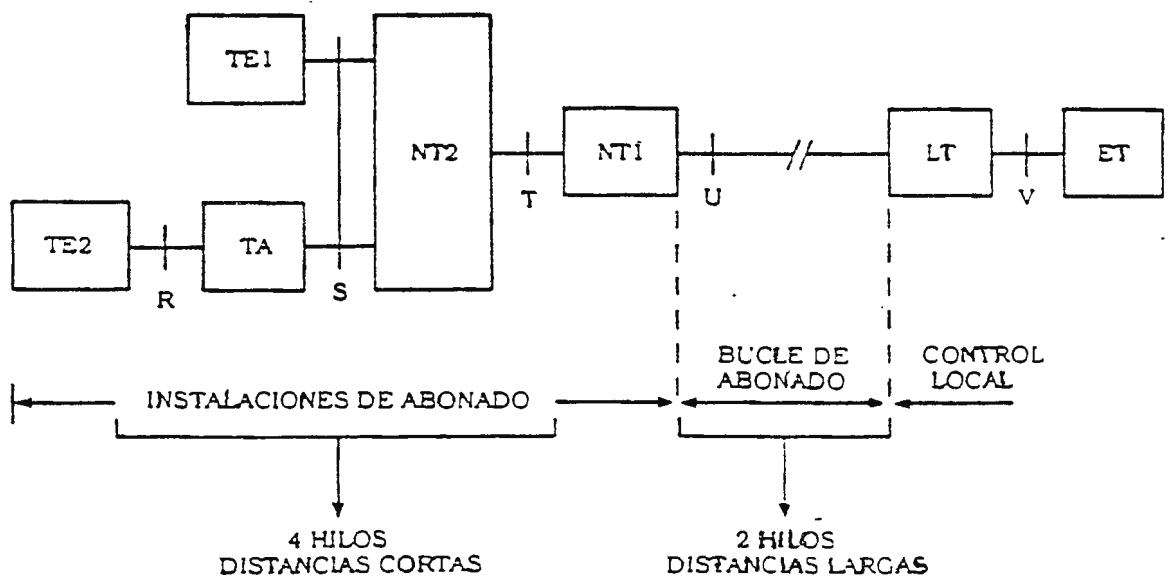 TE1
NT2
NT1
LT
ET
T
U
V
TE2
TA
R
S
INSTALACIONES DE ABONADO
BUCLE DE
ABONADO
CONTROL
LOCAL
4 HILOS
DISTANCIAS CORTAS
2 HILOS
DISTANCIAS LARGAS